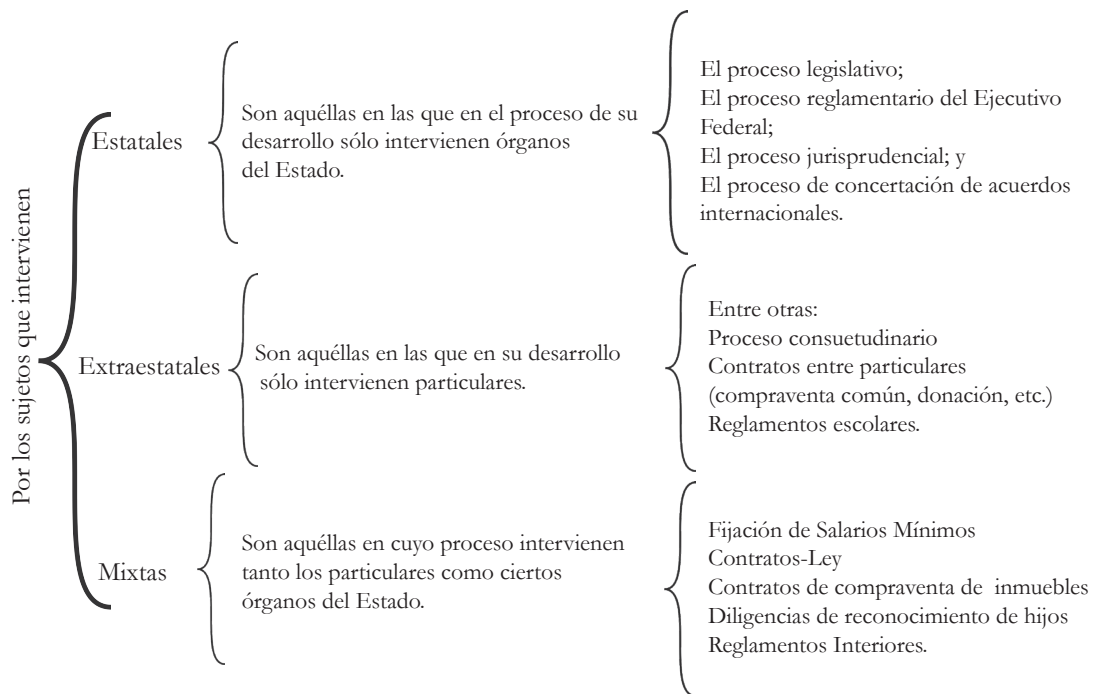 Por los sujetos que intervienen
Estatales
Son aquéllas en las que en el proceso de su
desarrollo sólo intervienen órganos
del Estado.
El proceso legislativo;
El proceso reglamentario del Ejecutivo
Federal;
El proceso jurisprudencial; y
El proceso de concertación de acuerdos
internacionales.
Extraestatales
Son aquéllas en las que en su desarrollo
sólo intervienen particulares.
Entre otras:
Proceso consuetudinario
Contratos entre particulares
(compraventa común, donación, etc.)
Reglamentos escolares.
Mixtas
Son aquéllas en cuyo proceso intervienen
tanto los particulares como ciertos
órganos del Estado.
Fijación de Salarios Mínimos
Contratos-Ley
Contratos de compraventa de inmuebles
Diligencias de reconocimiento de hijos
Reglamentos Interiores.